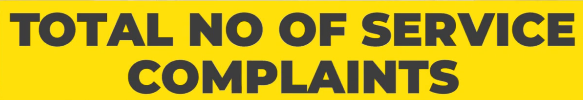 TOTAL NO OF SERVICE
COMPLAINTS